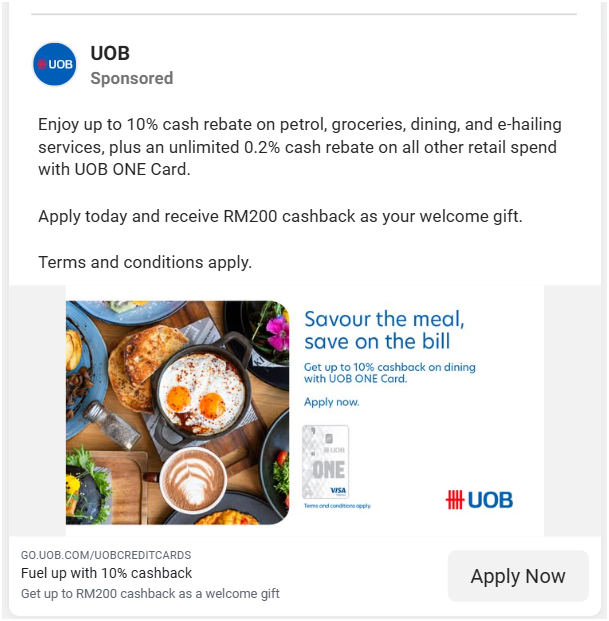 UOB
UOB
Sponsored
Enjoy up to 10% cash rebate on petrol, groceries, dining, and e-hailing
services, plus an unlimited 0.2% cash rebate on all other retail spend
with UOB ONE Card.
Apply today and receive RM200 cashback as your welcome gift.
Terms and conditions apply.
Savour the meal,
save on the bill
Get up to 10% cashback on dining
with UOB ONE Card.
Apply now.
UOB
ONE
VISA
Terms and conditions apply.
UOB
GO.UOB.COM/UOBCREDITCARDS
Fuel up with 10% cashback
Get up to RM200 cashback as a welcome gift
Apply Now